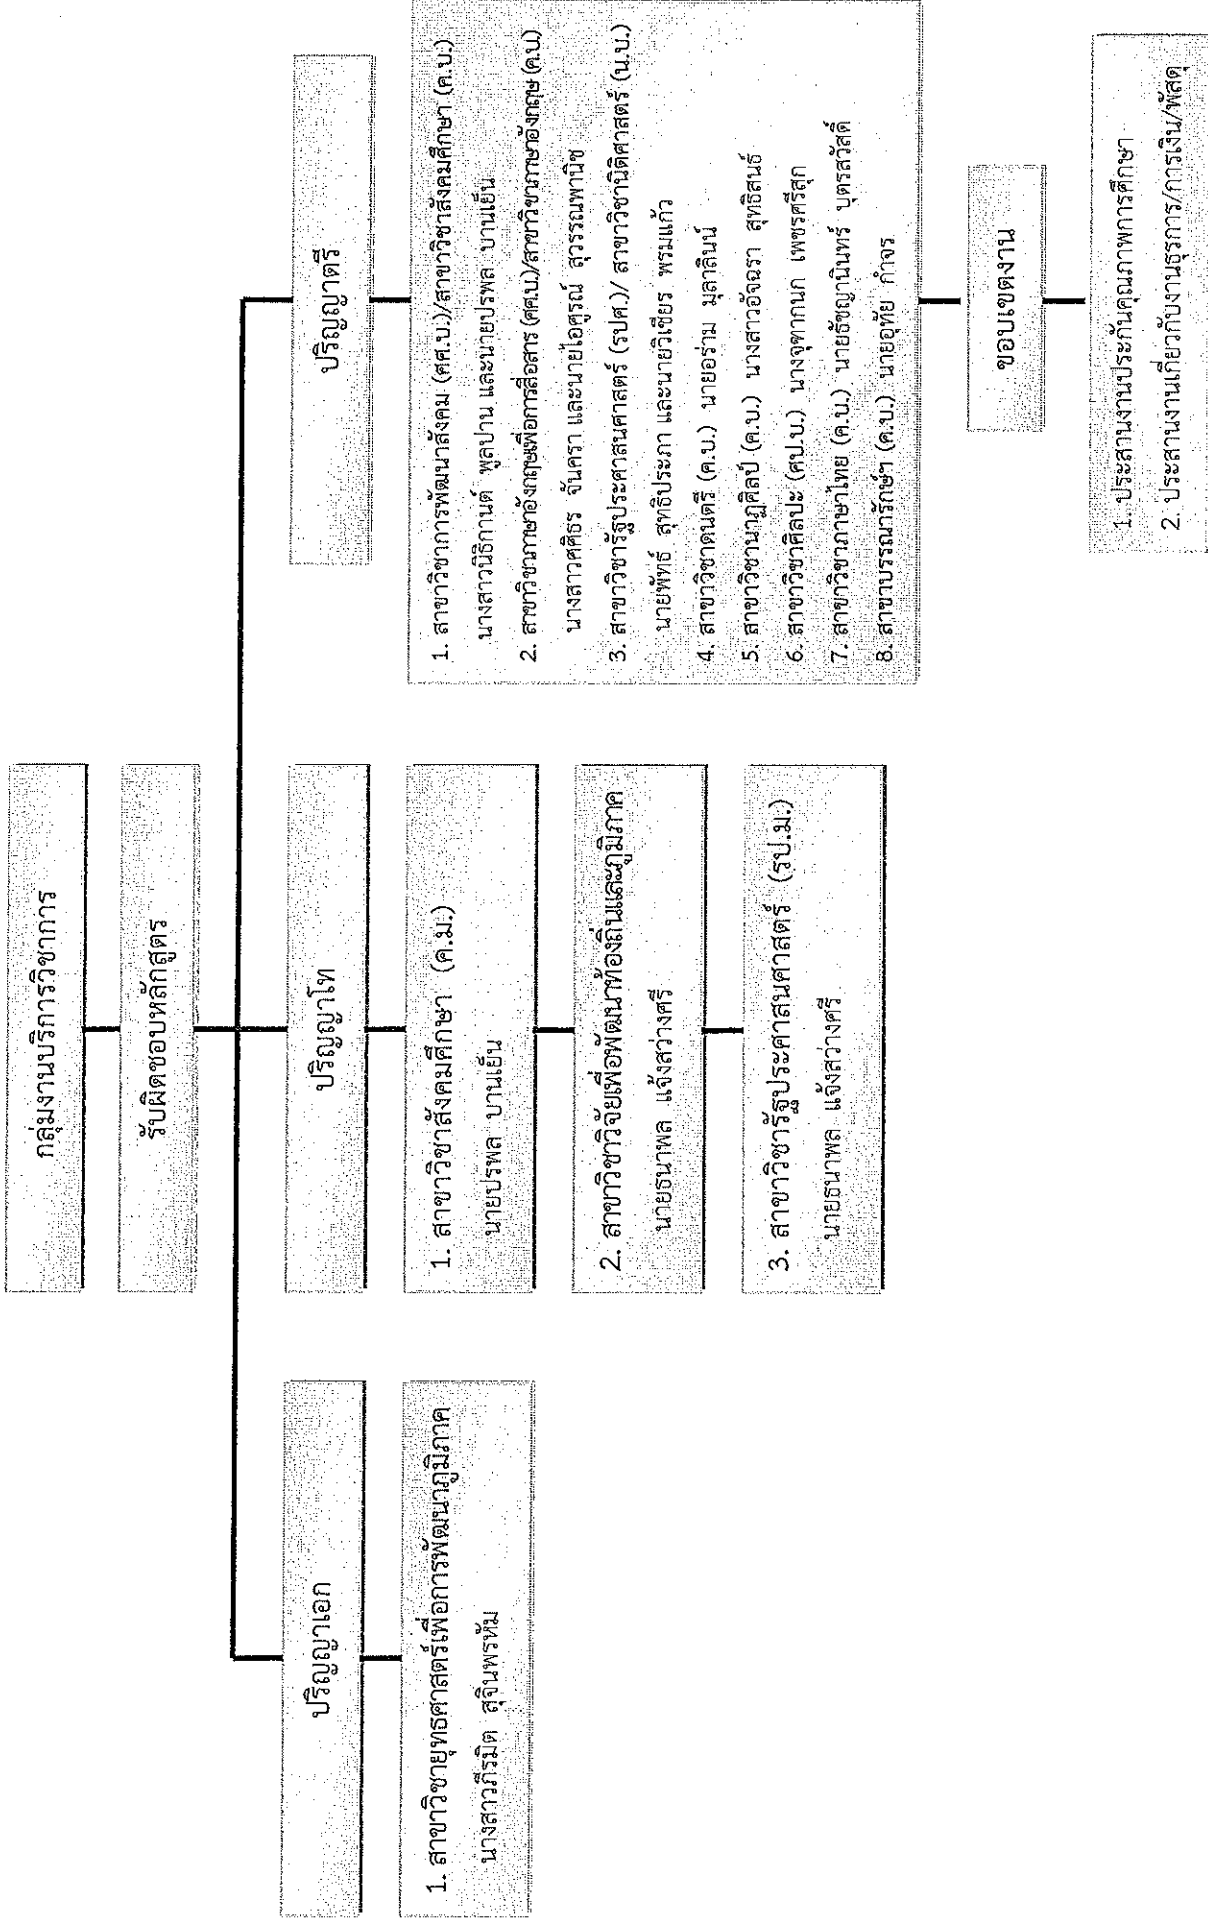 กลุ่มงานบริการวิชาการ
รับผิดชอบหลักสูตร
ปริญญาเอก
1. สาขาวิชายุทธศาสตร์เพื่อการพัฒนาภูมิภาค
นางสาวภีรมิต สุจินพรหัม
ปริญญาโท
1. สาขาวิชาสังคมศึกษา (ค.ม.)
นายปรพล บานเย็น
2. สาขาวิชาวิจัยเพื่อพัฒนาท้องถิ่นและภูมิภาค
นายธนาพล แจ้งสว่างศรี
3. สาขาวิชารัฐประศาสนศาสตร์ (รป.ม.)
นายธนาพล แจ้งสว่างศรี
ปริญญาตรี
1. สาขาวิชาการพัฒนาสังคม (ศศ.บ.)/สาขาวิชาสังคมศึกษา (ค.บ.)
นางสาวนิธิกานต์ พูลปาน และนายปรพล บานเย็น
2. สาขาวิชาภาษาอังกฤษเพื่อการสื่อสาร (ศศ.บ.)/สาขาวิชาภาษาอังกฤษ (ค.บ)
นางสาวศศิธร จันครา และนายไอศูรณ์ สุวรรณพานิช
3. สาขาวิชารัฐประศาสนศาสตร์ (รปศ.)/ สาขาวิชานิติศาสตร์ (น.บ.)
นายพัทธ์ สุทธิประภา และนายวิเชียร พรมแก้ว
4. สาขาวิชาดนตรี (ค.บ.) นายอร่าม มุลาลินน์
5. สาขาวิชานาฏศิลป์ (ค.บ.) นางสาวอัจฉรา สุทธิสนธ์
6. สาขาวิชาศิลปะ (ศป.บ.) นางจุฑากนก เพชรศรีสุก
7. สาขาวิชาภาษาไทย (ค.บ.) นายธัชญานินทร์ บุตรสวัสดิ์
8. สาขาบรรณารักษ์ฯ (ค.บ.) นายอุทัย กำจร
ขอบเขตงาน
1. ประสานงานประกันคุณภาพการศึกษา
2. ประสานงานเกี่ยวกับงานธุรการ/การเงิน/พัสดุ